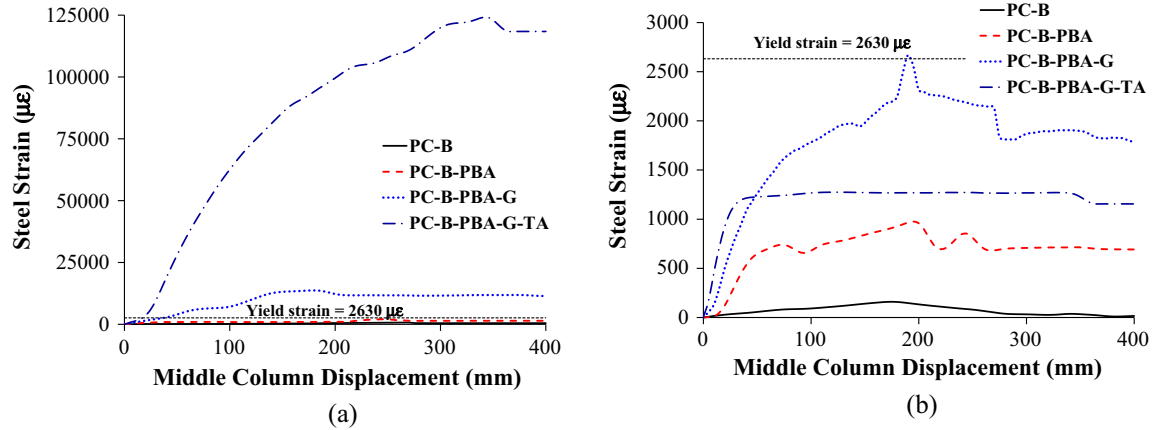 125000
100000
75000
50000
25000
0
Steel Strain (µε)
PC-B
PC-B-PBA
PC-B-PBA-G
PC-B-PBA-G-TA
Yield strain = 2630 µε
0 100 200 300 400
Middle Column Displacement (mm)
(a)
3000
2500
2000
1500
1000
500
0
Steel Strain (µε)
PC-B
PC-B-PBA
PC-B-PBA-G
PC-B-PBA-G-TA
Yield strain = 2630 µε
0 100 200 300 400
Middle Column Displacement (mm)
(b)